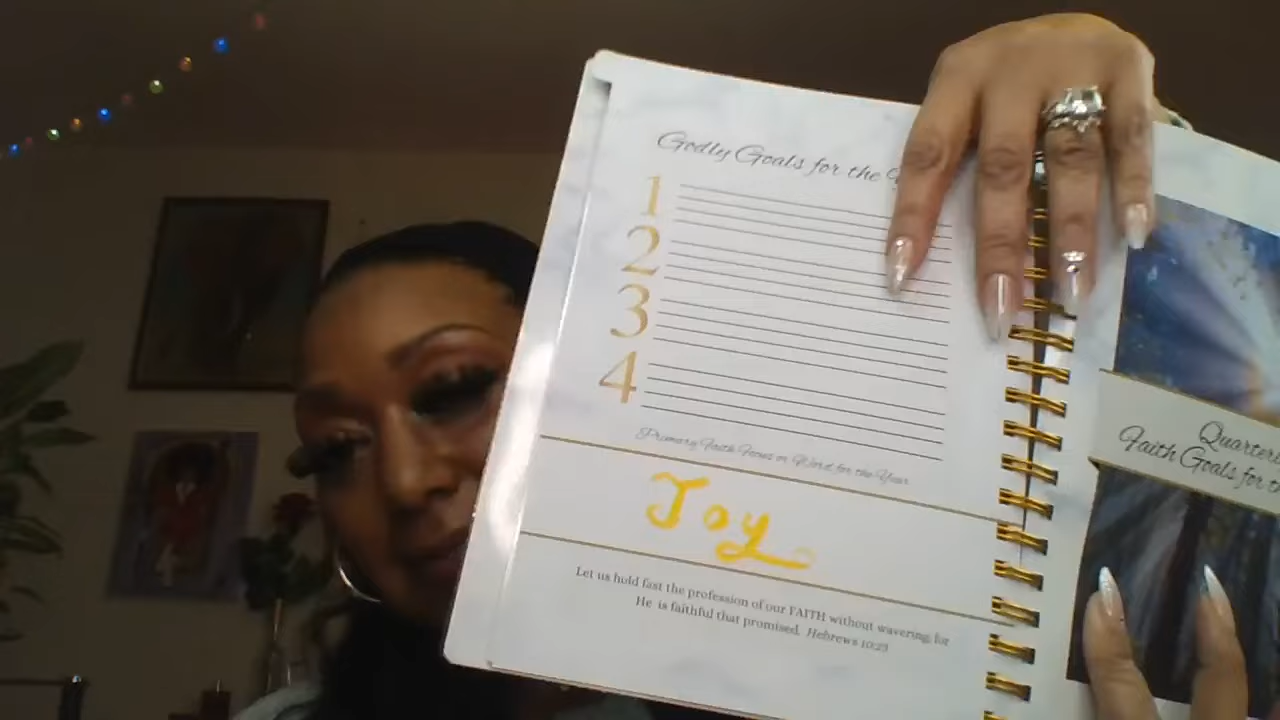 Godly Goals for the
1
2
3
4
Primary Faith Focus or Word for the Year
Joy
Let us hold fast the profession of our FAITH without wavering, for
He is faithful that promised. Hebrews 10:23
Faith Goals for